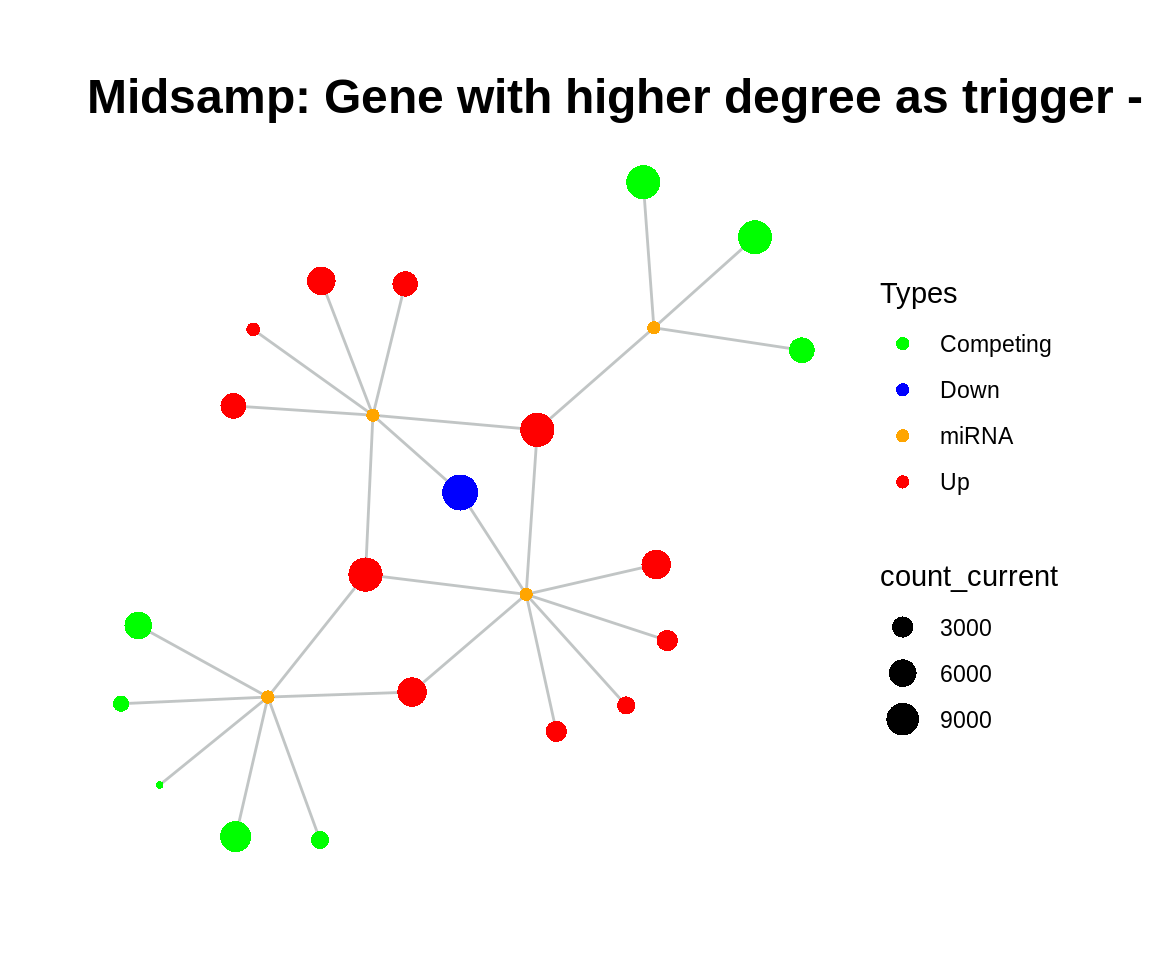 Midsamp: Gene with higher degree as trigger -
Types
Competing
Down
miRNA
Up
count_current
3000
6000
9000